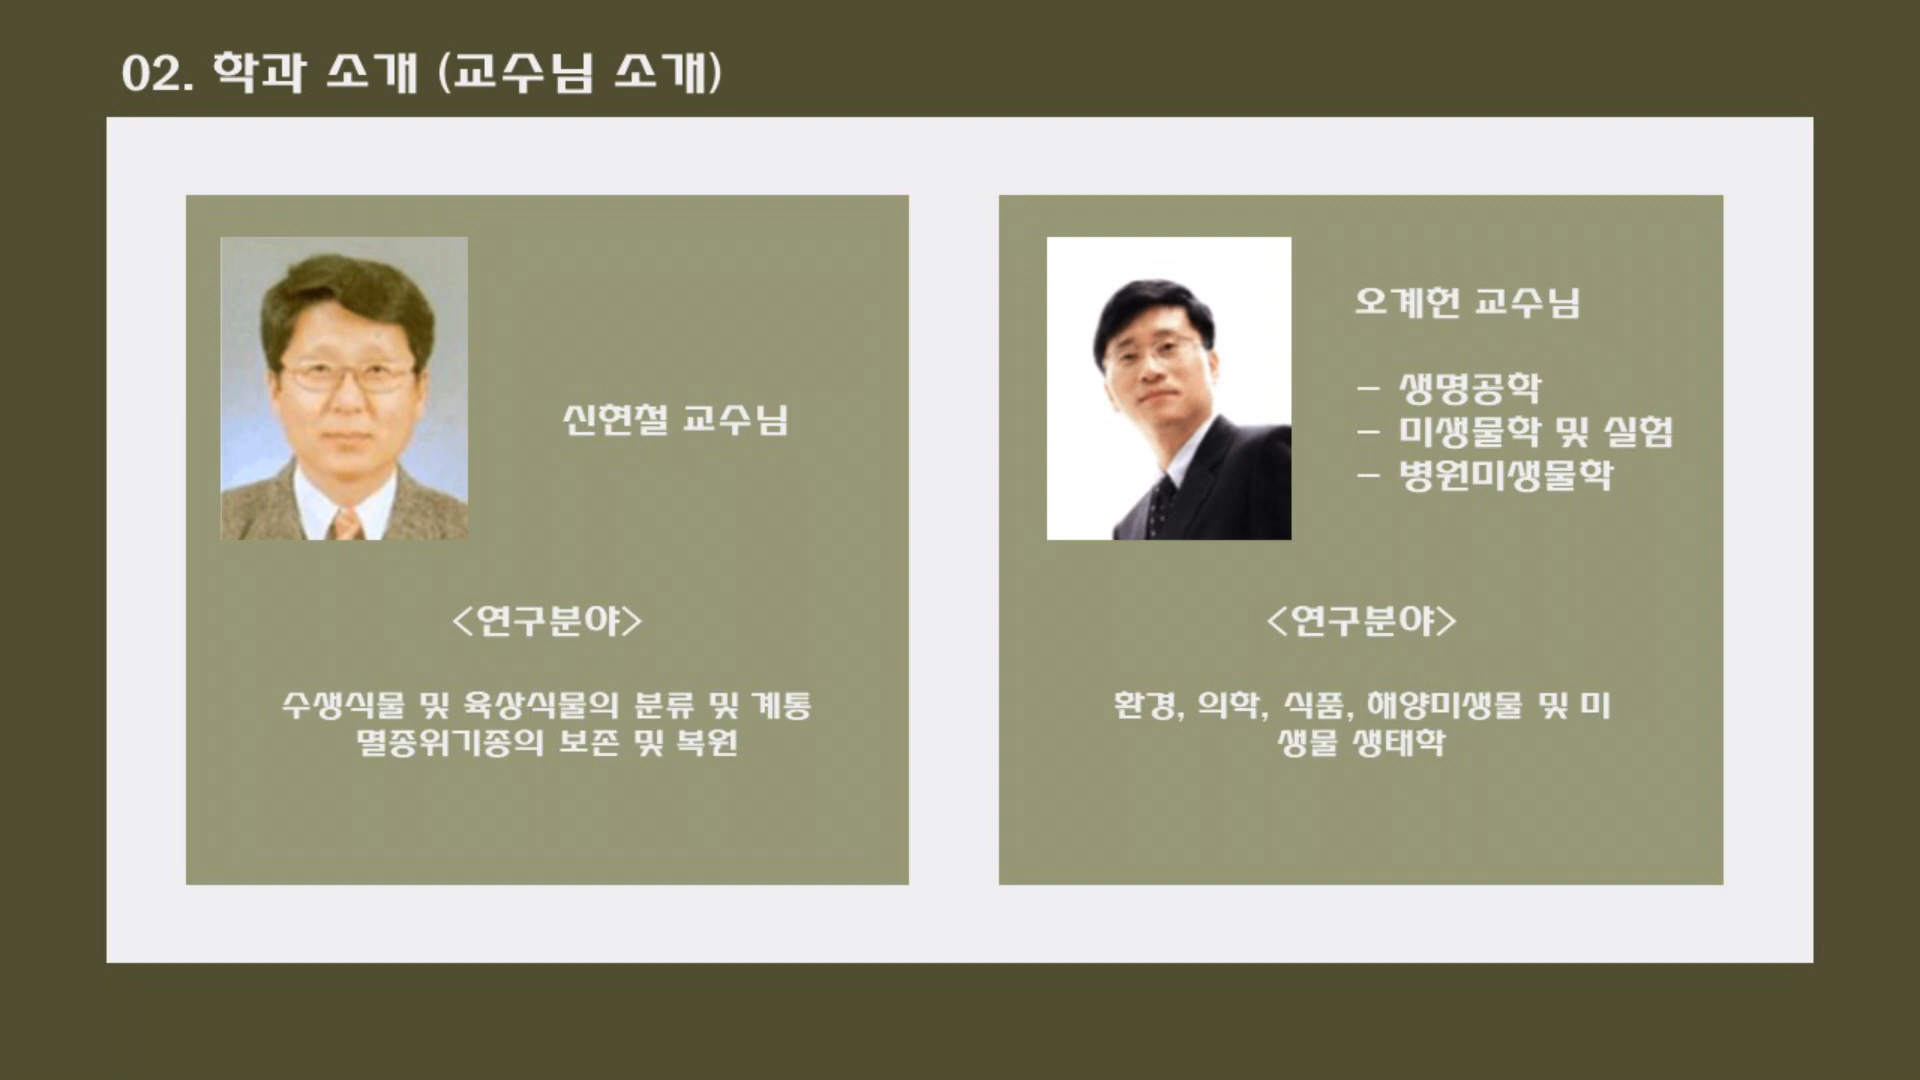 02. 학과 소개 (교수님 소개)
신현철 교수님
<연구분야>
수생식물 및 육상식물의 분류 및 계통
멸종위기종의 보존 및 복원
오계헌 교수님
- 생명공학
- 미생물학 및 실험
- 병원미생물학
<연구분야>
환경, 의학, 식품, 해양미생물 및 미
생물 생태학